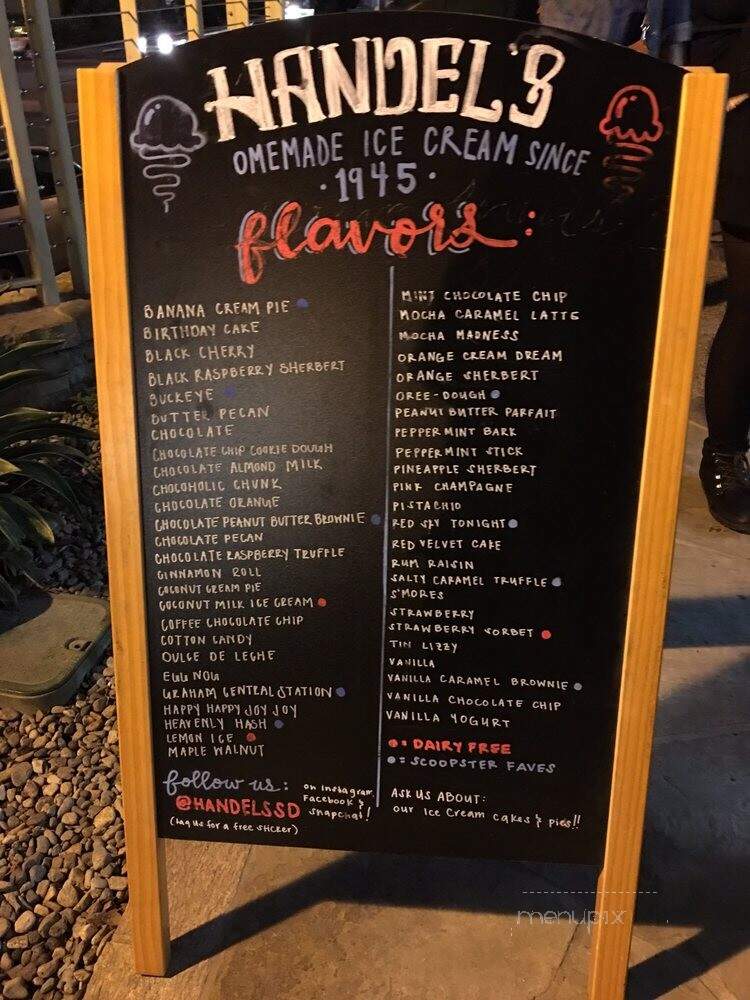 HANDEL'S
OMEMADE ICE CREAM SINCE
·1945·
flavors:
BANANA CREAM PIE
BIRTHDAY CAKE
BLACK CHERRY
BLACK RASPBERRY SHERBERT
BUCKEYE
BUTTER PECAN
CHOCOLATE
CHOCOLATE CHIP COOKIE DOUGH
CHOCOLATE ALMOND MILK
CHOCOHOLIC CHUNK
CHOCOLATE ORANGE
CHOCOLATE PEANUT BUTTER BROWNIE
CHOCOLATE PECAN
CHOCOLATE RASPBERRY TRUFFLE
CINNAMON ROLL
COCONUT CREAM PIE
COCONUT MILK ICE CREAM
COFFEE CHOCOLATE CHIP
COTTON CANDY
DULCE DE LECHE
EGG NOG
GRAHAM CENTRAL STATION
HAPPY HAPPY JOY JOY
HEAVENLY HASH
LEMON ICE
MAPLE WALNUT
MINT CHOCOLATE CHIP
MOCHA CARAMEL LATTE
MOCHA MADNESS
ORANGE CREAM DREAM
ORANGE SHERBERT
OREE-DOUGH
PEANUT BUTTER PARFAIT
PEPPERMINT BARK
PEPPERMINT STICK
PINEAPPLE SHERBERT
PINK CHAMPAGNE
PISTACHIO
RED SKY TONIGHT
RED VELVET CAKE
RUM RAISIN
SALTY CARAMEL TRUFFLE
S'MORES
STRAWBERRY
STRAWBERRY SORBET
TIN LIZZY
VANILLA
VANILLA CARAMEL BROWNIE
VANILLA CHOCOLATE CHIP
VANILLA YOGURT
= DAIRY FREE
= SCOOPSTER FAVES
follow us:
@HANDELSSD
(tag us for a free sticker)
on Instagram,
Facebook &
snapchat!
ASK US ABOUT:
our Ice Cream cakes & pies!!
menupix